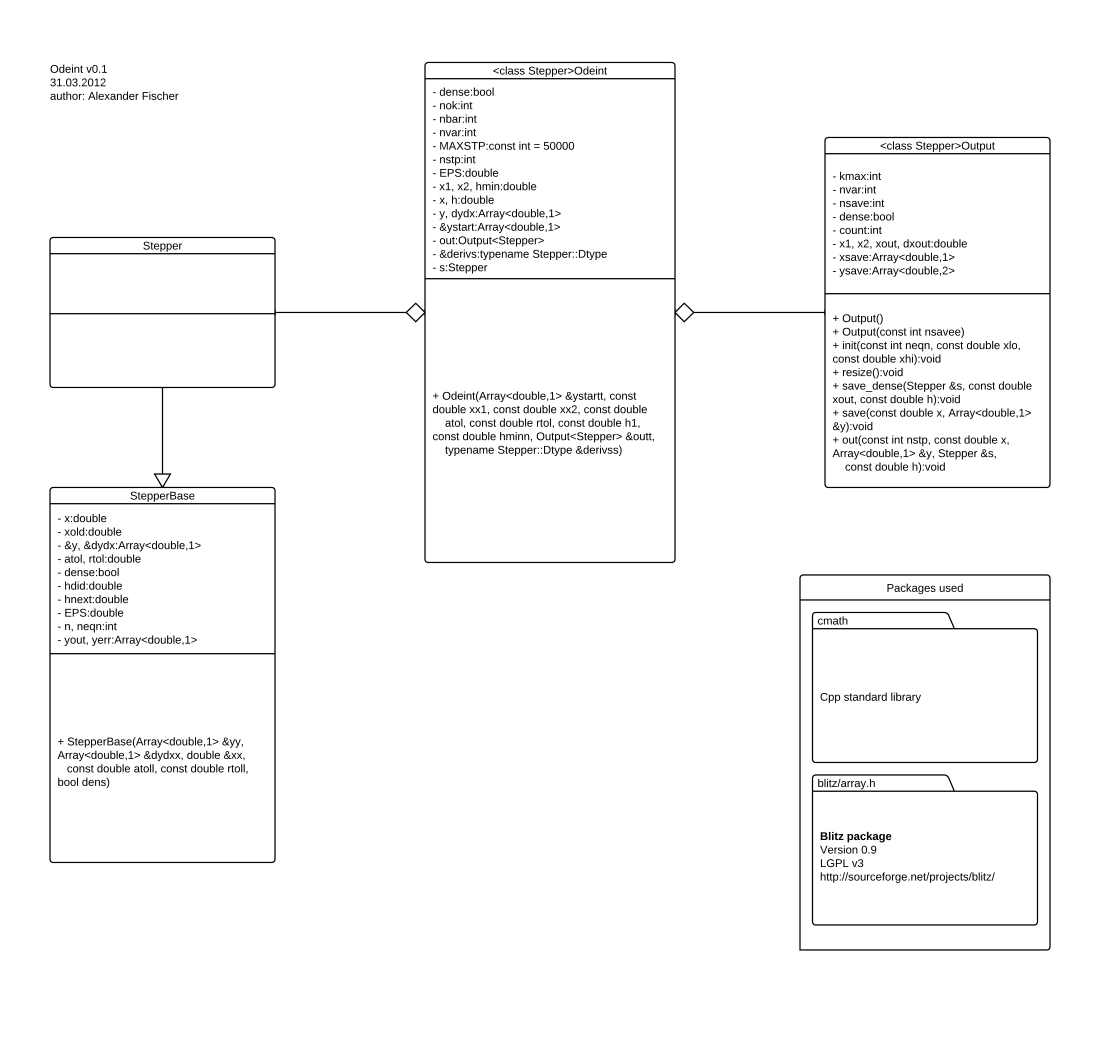 Odeint v0.1
31.03.2012
author: Alexander Fischer
<class Stepper>Odeint
- dense:bool
- nok:int
- nbar:int
- nvar:int
- MAXSTP:const int = 50000
- nstp:int
- EPS:double
- x1, x2, hmin:double
- x, h:double
- y, dydx:Array<double,1>
- &ystart:Array<double,1>
- out:Output<Stepper>
- &derivs:typename Stepper::Dtype
- s:Stepper
+ Odeint(Array<double,1> &ystartt, const
double xx1, const double xx2, const double
atol, const double rtol, const double h1,
const double hminn, Output<Stepper> &outt,
typename Stepper::Dtype &derivss)
<class Stepper>Output
- kmax:int
- nvar:int
- nsave:int
- dense:bool
- count:int
- x1, x2, xout, dxout:double
- xsave:Array<double,1>
- ysave:Array<double,2>
+ Output()
+ Output(const int nsavee)
+ init(const int neqn, const double xlo,
const double xhi):void
+ resize():void
+ save_dense(Stepper &s, const double
xout, const double h):void
+ save(const double x, Array<double,1>
&y):void
+ out(const int nstp, const double x,
Array<double,1> &y, Stepper &s,
const double h):void
Stepper
StepperBase
- x:double
- xold:double
- &y, &dydx:Array<double,1>
- atol, rtol:double
- dense:bool
- hdid:double
- hnext:double
- EPS:double
- n, neqn:int
- yout, yerr:Array<double,1>
+ StepperBase(Array<double,1> &yy,
Array<double,1> &dydxx, double &xx,
const double atoll, const double rtoll,
bool dens)
Packages used
cmath
Cpp standard library
blitz/array.h
Blitz package
Version 0.9
LGPL v3
http://sourceforge.net/projects/blitz/